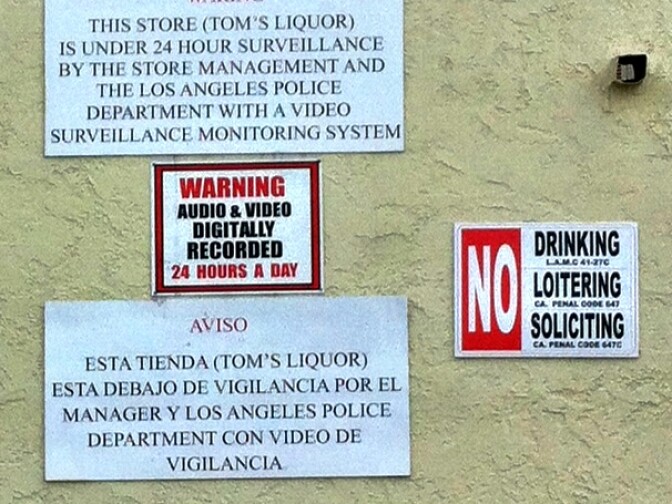 WARNING
THIS STORE (TOM'S LIQUOR)
IS UNDER 24 HOUR SURVEILLANCE
BY THE STORE MANAGEMENT AND
THE LOS ANGELES POLICE
DEPARTMENT WITH A VIDEO
SURVEILLANCE MONITORING SYSTEM
WARNING
AUDIO & VIDEO
DIGITALLY
RECORDED
24 HOURS A DAY
AVISO
ESTA TIENDA (TOM'S LIQUOR)
ESTA DEBAJO DE VIGILANCIA POR EL
MANAGER Y LOS ANGELES POLICE
DEPARTMENT CON VIDEO DE
VIGILANCIA
NO
DRINKING
L.A.M.C 41-27C
LOITERING
CA. PENAL CODE 647
SOLICITING
CA. PENAL CODE 647C